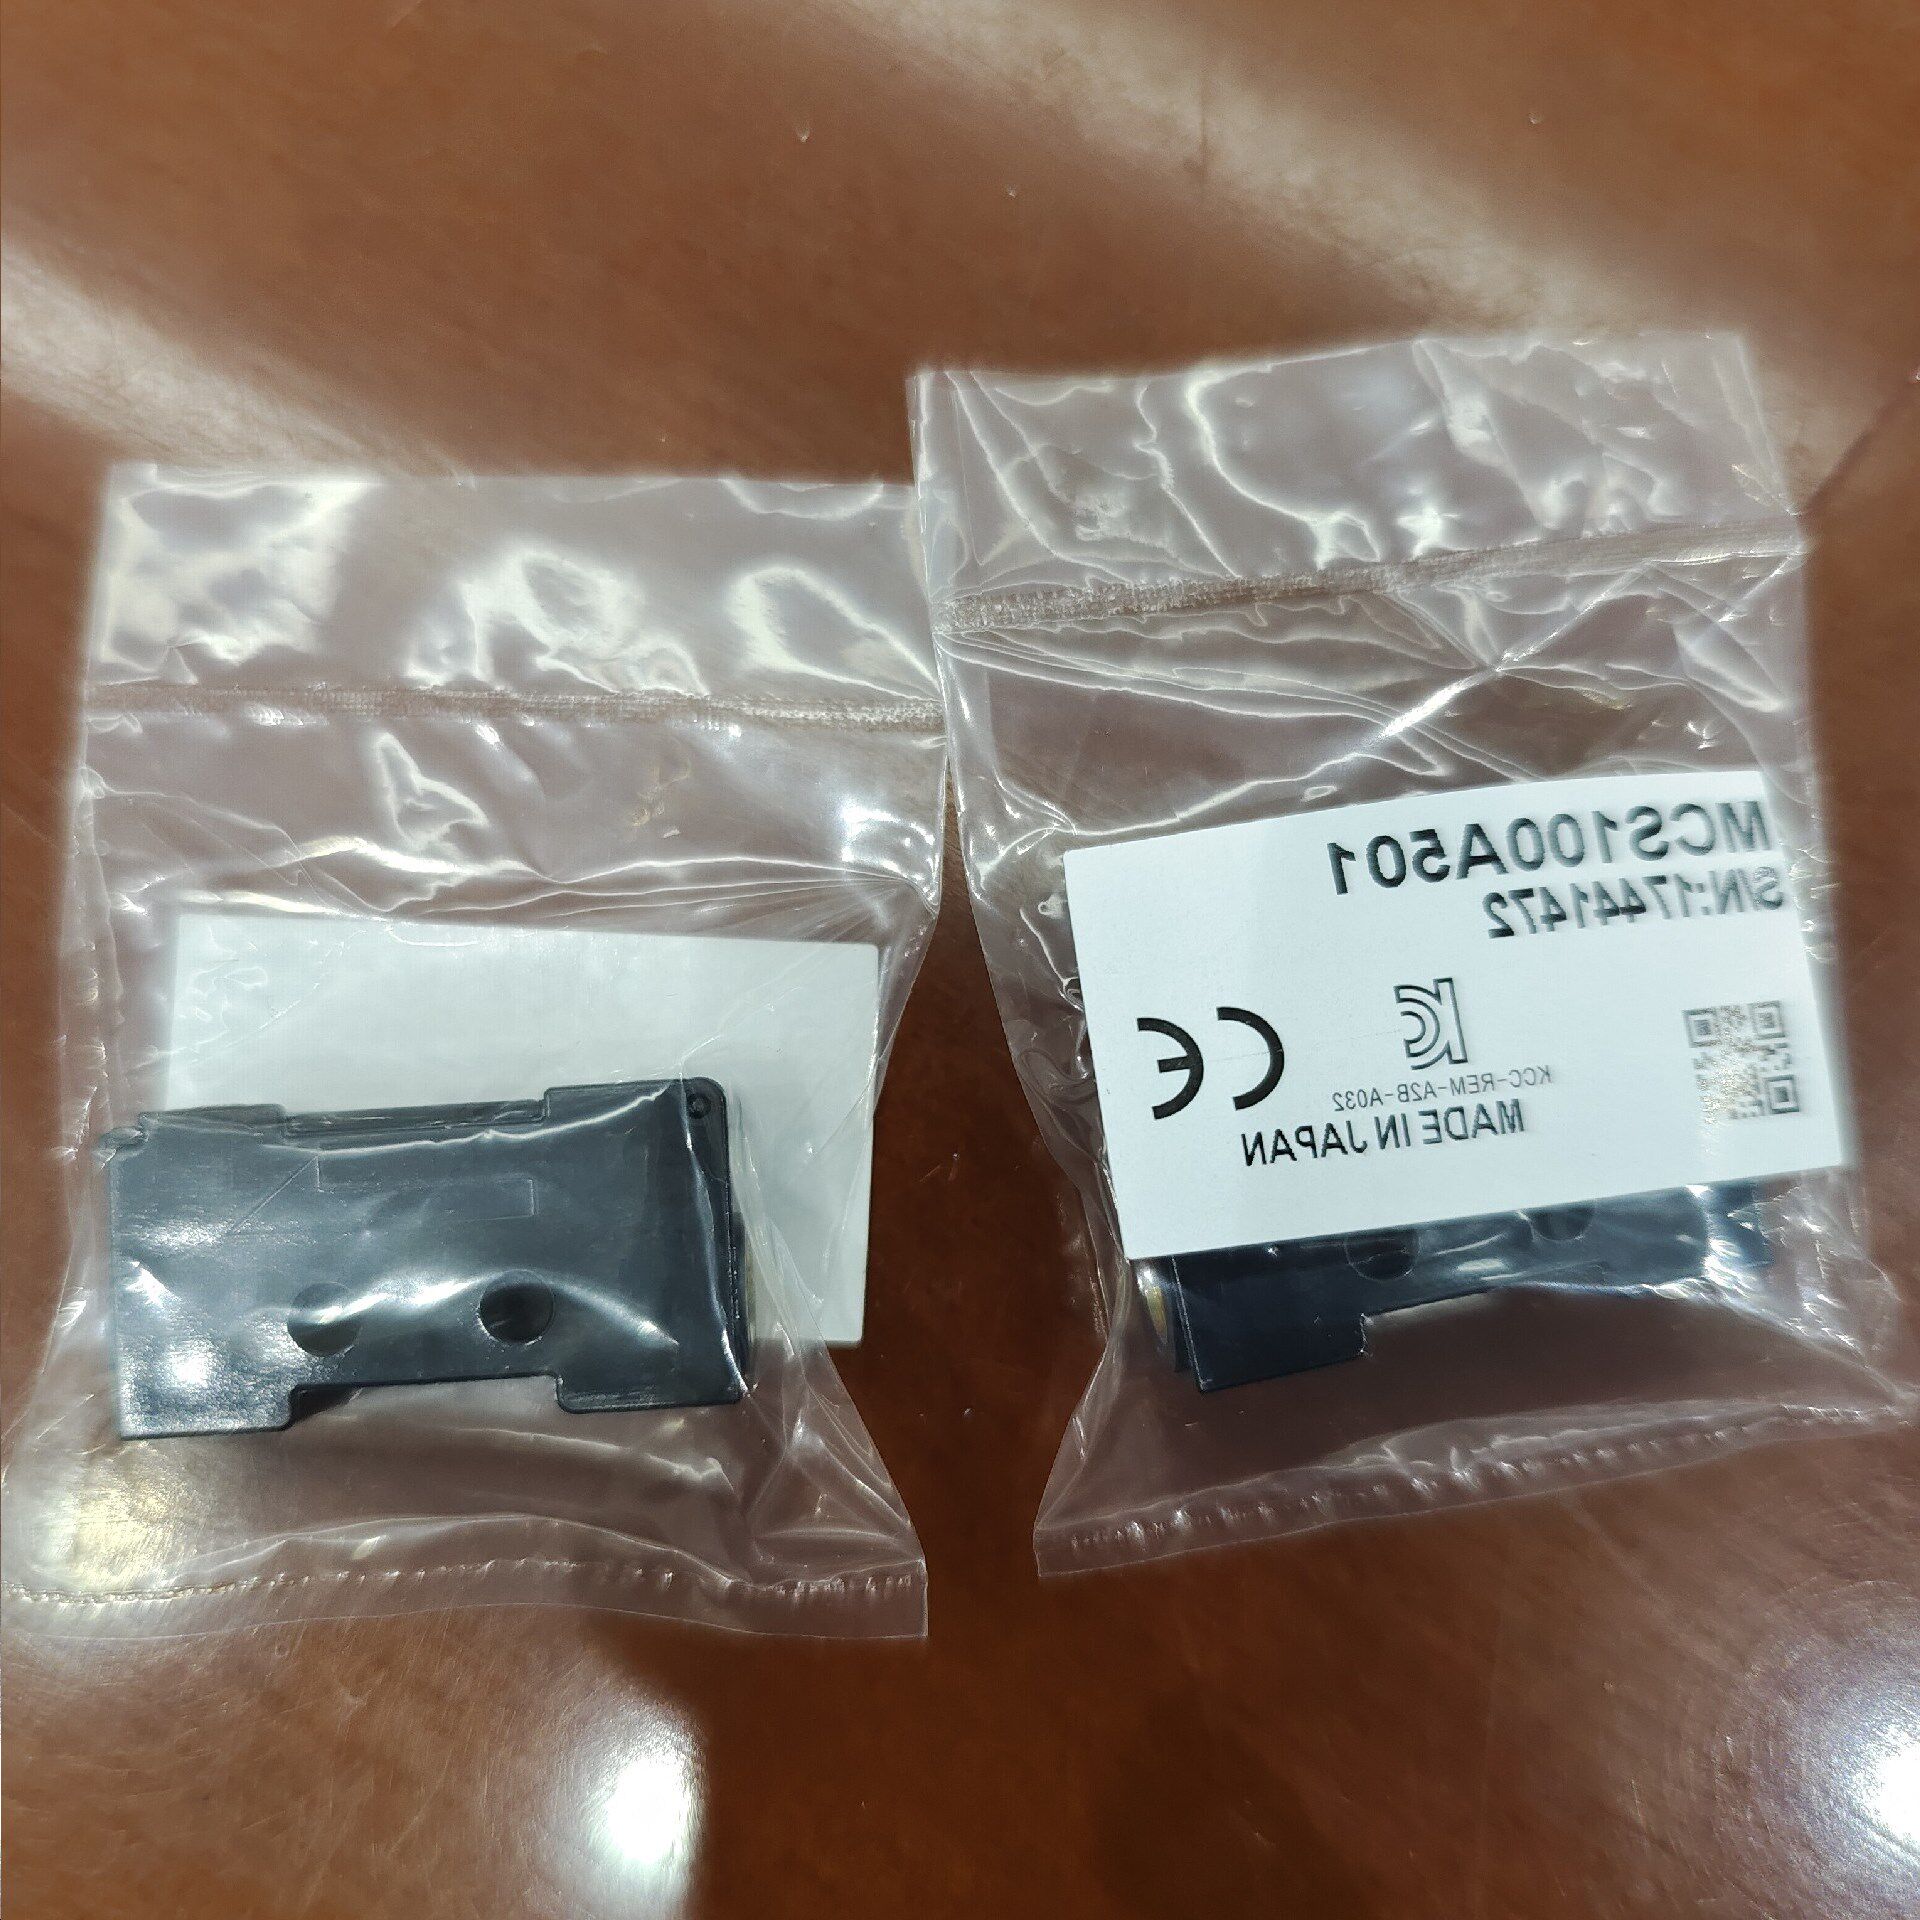 MCS100A501
S/N:17441472
KCC-REM-A2B-A032
MADE IN JAPAN